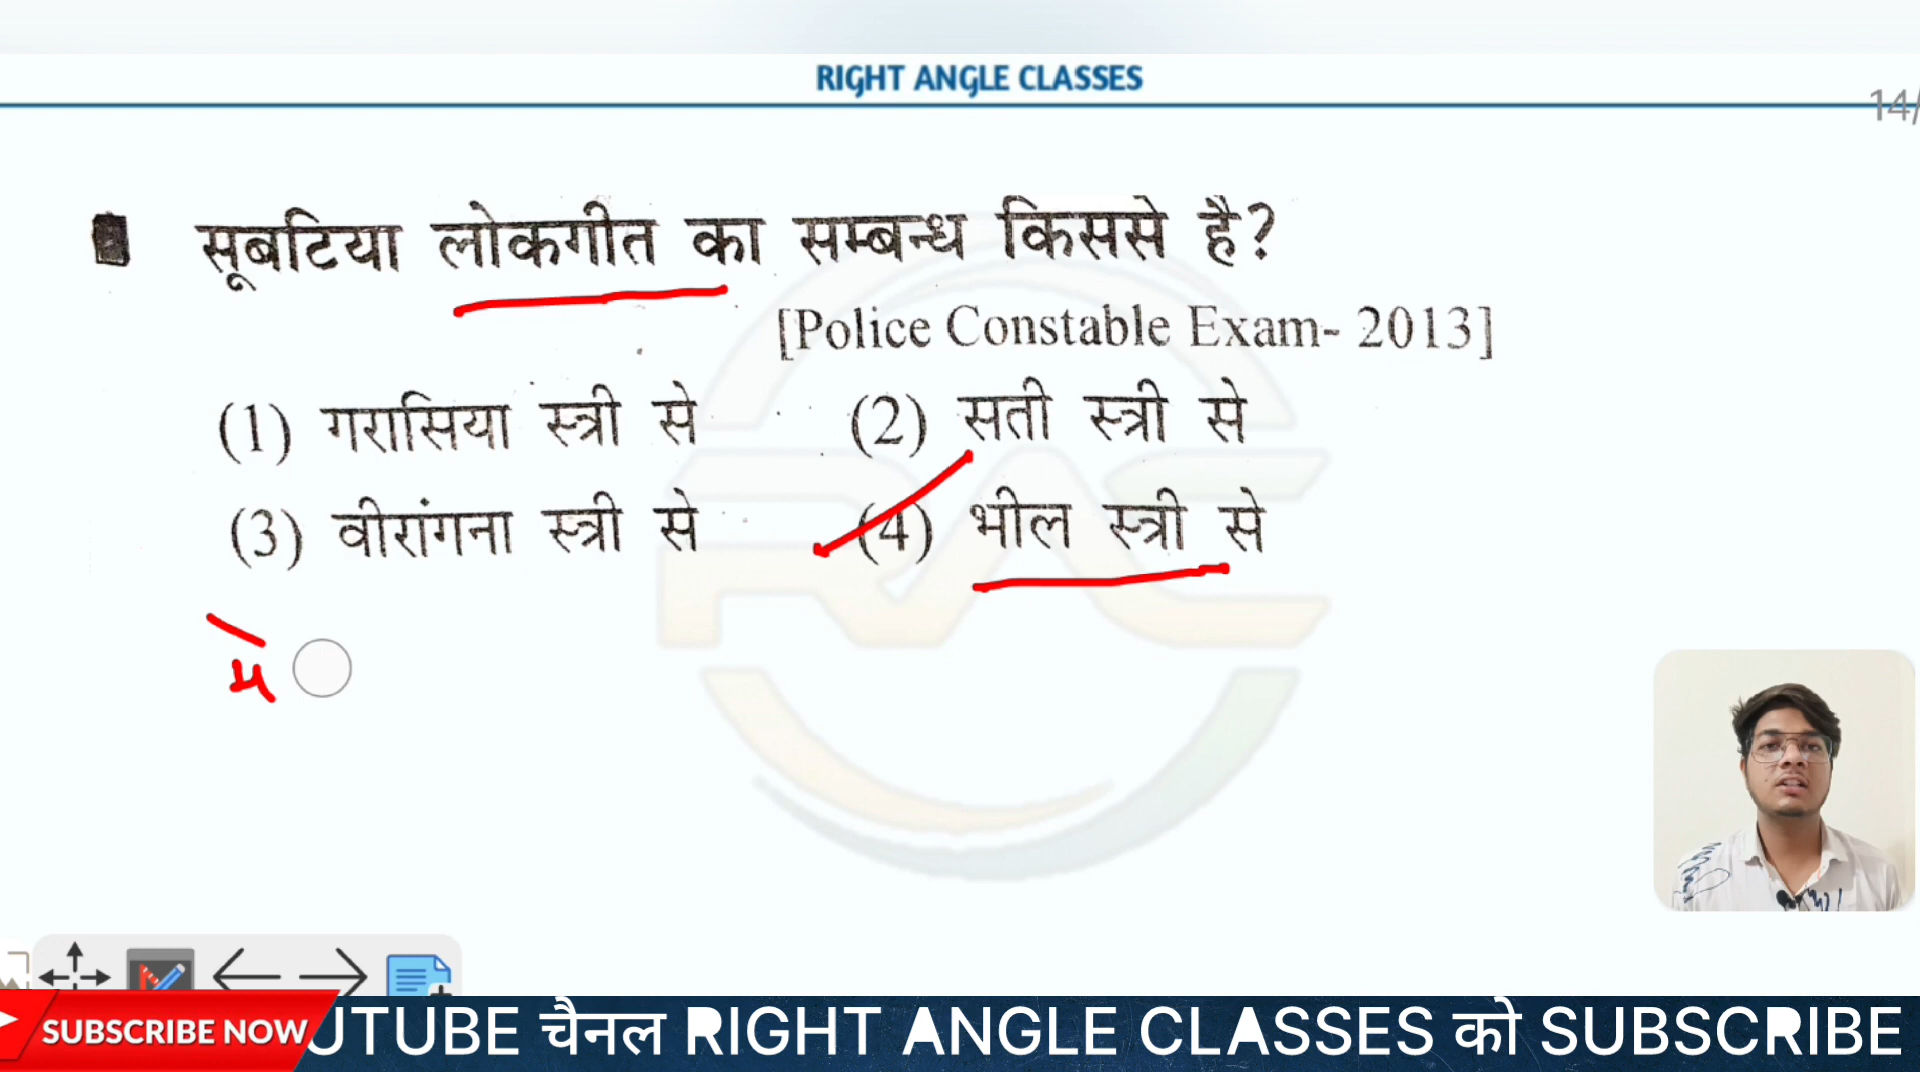 RIGHT ANGLE CLASSES
14/
सूबटिया लोकगीत का सम्बन्ध किससे है?
[Police Constable Exam- 2013]
(1) गरासिया स्त्री से (2) सती स्त्री से
(3) वीरांगना स्त्री से (4) भील स्त्री से
SUBSCRIBE NOW UTUBE चैनल RIGHT ANGLE CLASSES को SUBSCRIBE